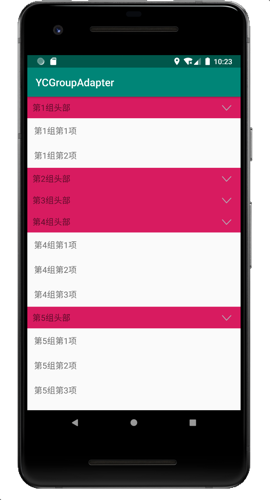 10:23
YCGroupAdapter
第1组头部
第1组第1项
第1组第2项
第2组头部
第3组头部
第4组头部
第4组第1项
第4组第2项
第4组第3项
第5组头部
第5组第1项
第5组第2项
第5组第3项